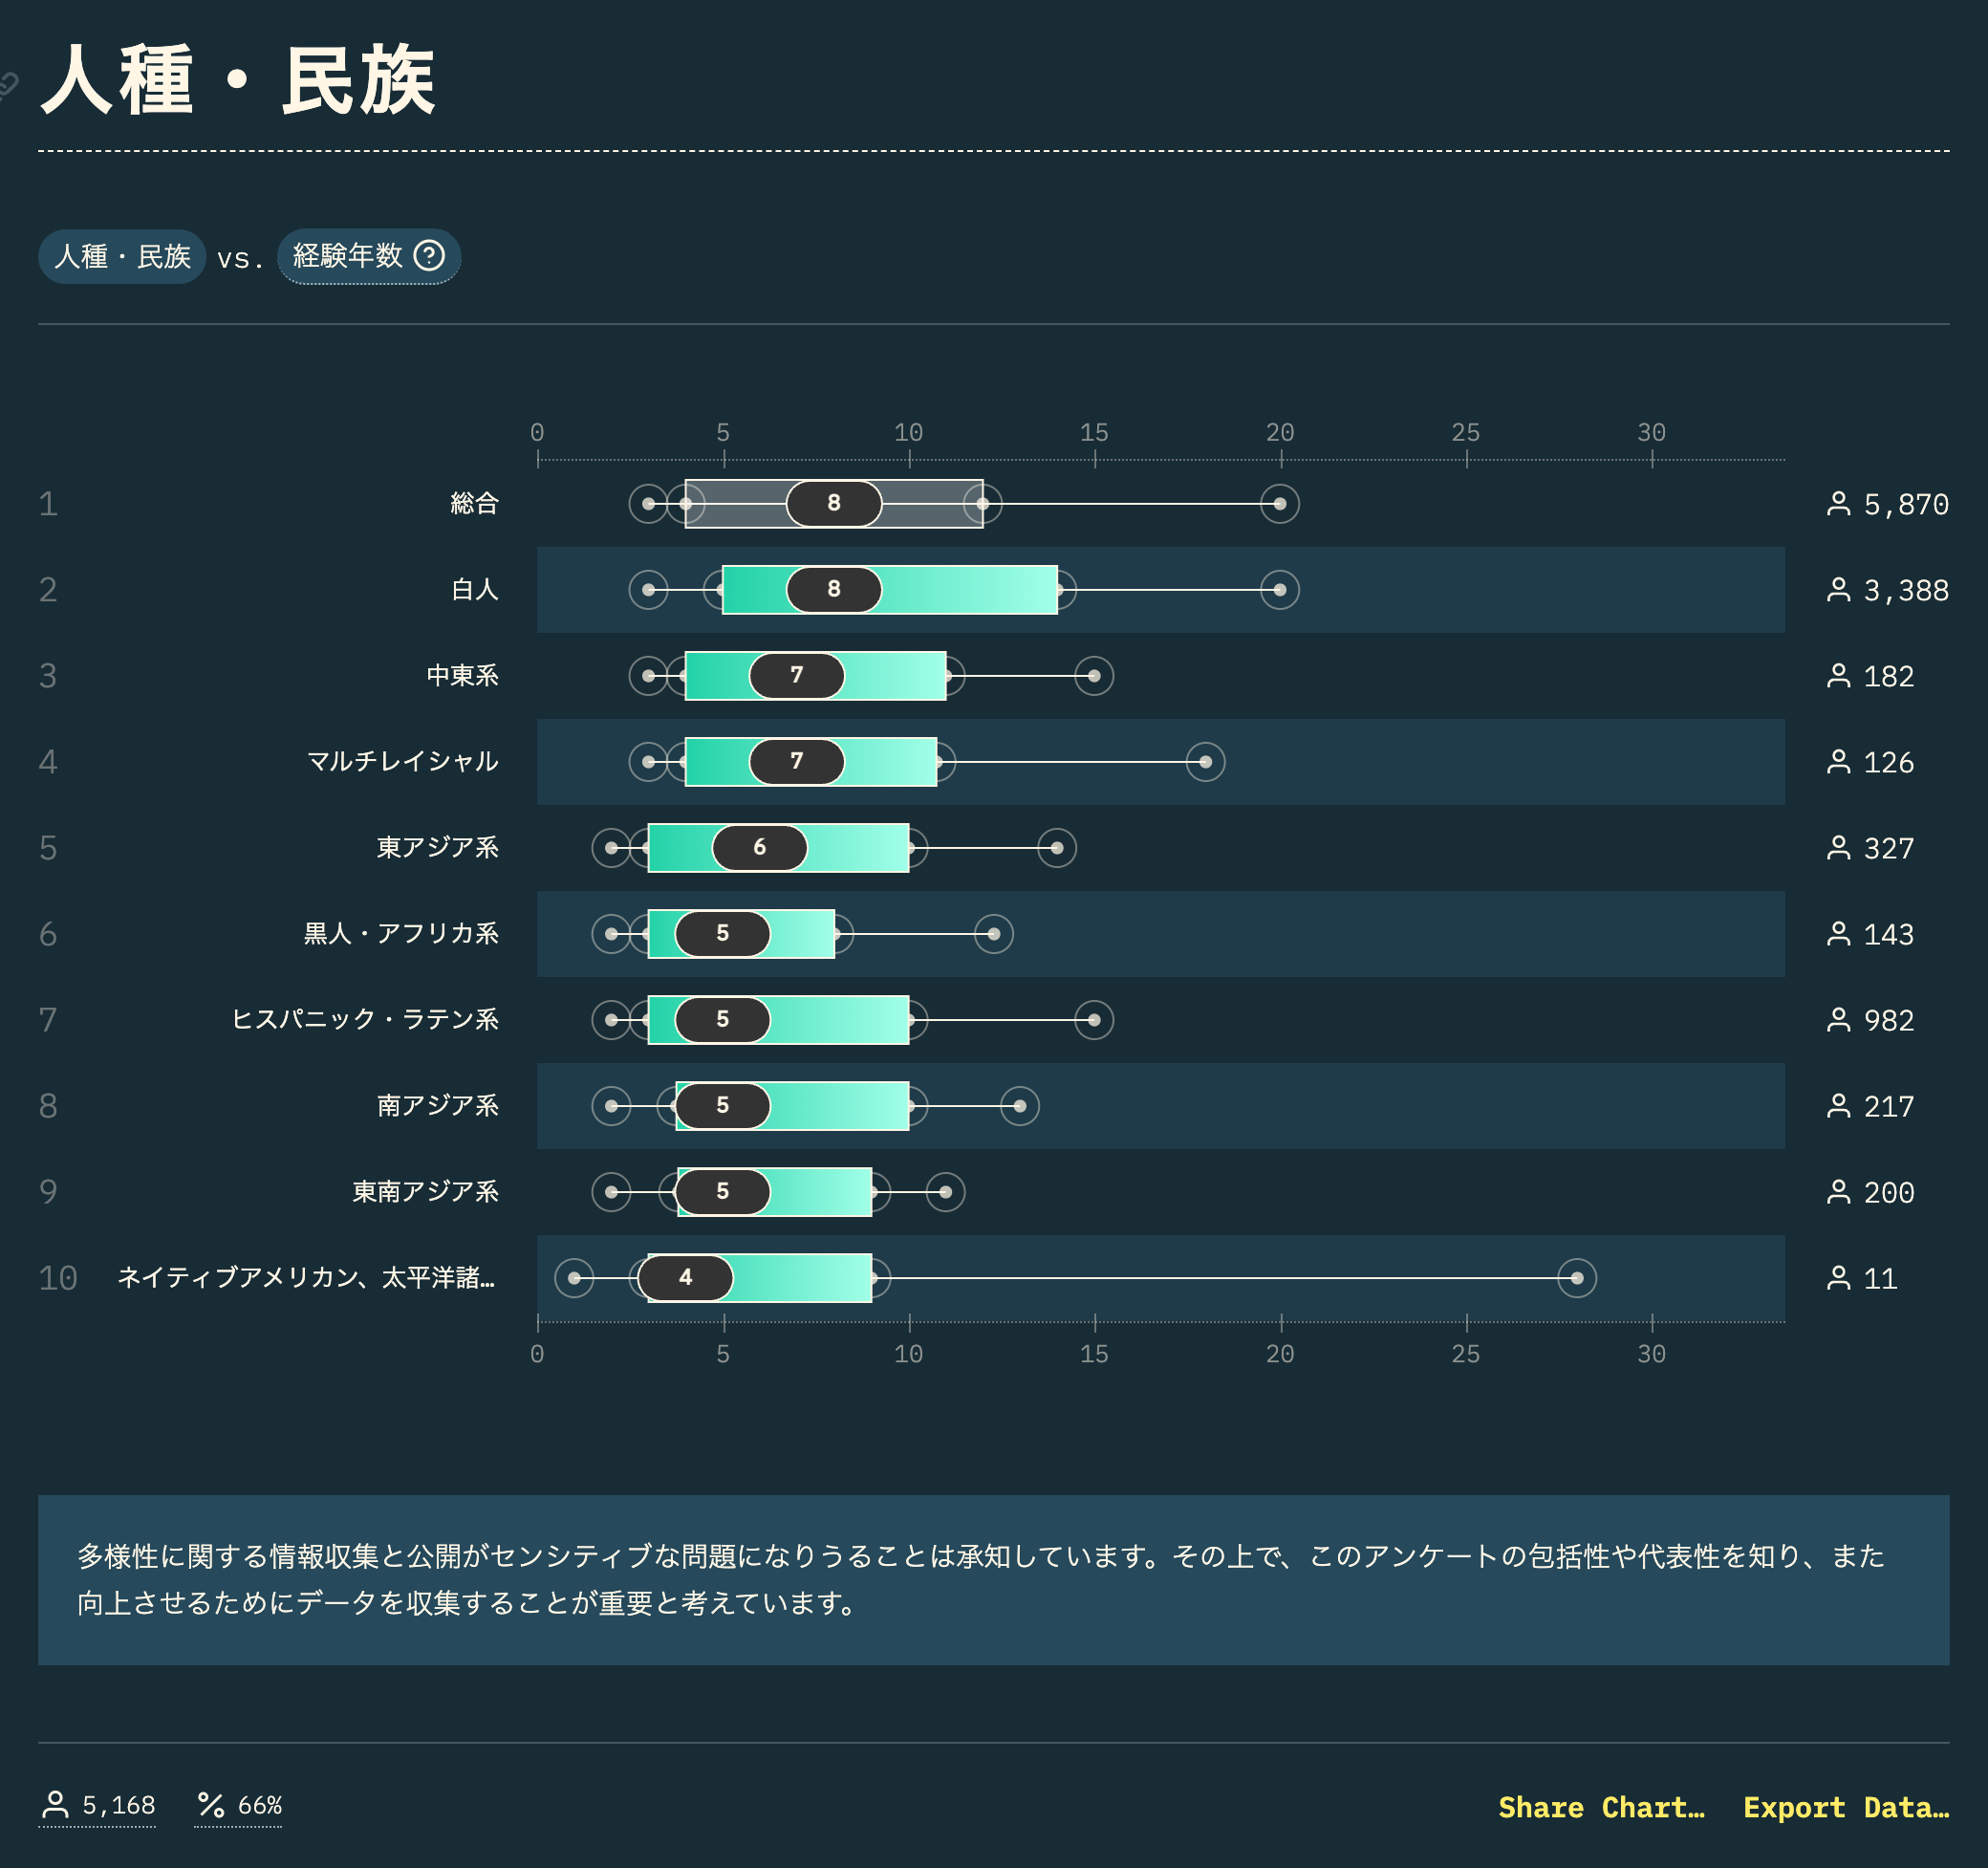 人種・民族
人種・民族 vs. 経験年数
0 5 10 15 20 25 30
1 総合 8 5,870
2 白人 8 3,388
3 中東系 7 182
4 マルチレイシャル 7 126
5 東アジア系 6 327
6 黒人・アフリカ系 5 143
7 ヒスパニック・ラテン系 5 982
8 南アジア系 5 217
9 東南アジア系 5 200
10 ネイティブアメリカン、太平洋諸… 4 11
0 5 10 15 20 25 30
多様性に関する情報収集と公開がセンシティブな問題になりうることは承知しています。その上で、このアンケートの包括性や代表性を知り、また
向上させるためにデータを収集することが重要と考えています。
5,168 66% Share Chart… Export Data…